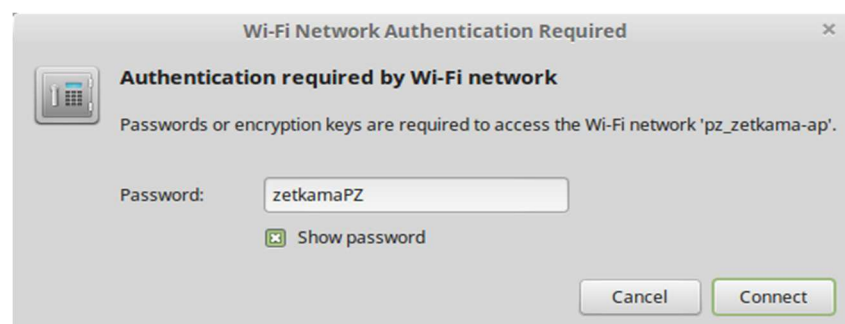 Wi-Fi Network Authentication Required
Authentication required by Wi-Fi network
Passwords or encryption keys are required to access the Wi-Fi network 'pz_zetkama-ap'.
Password: zetkamaPZ
Show password
Cancel Connect